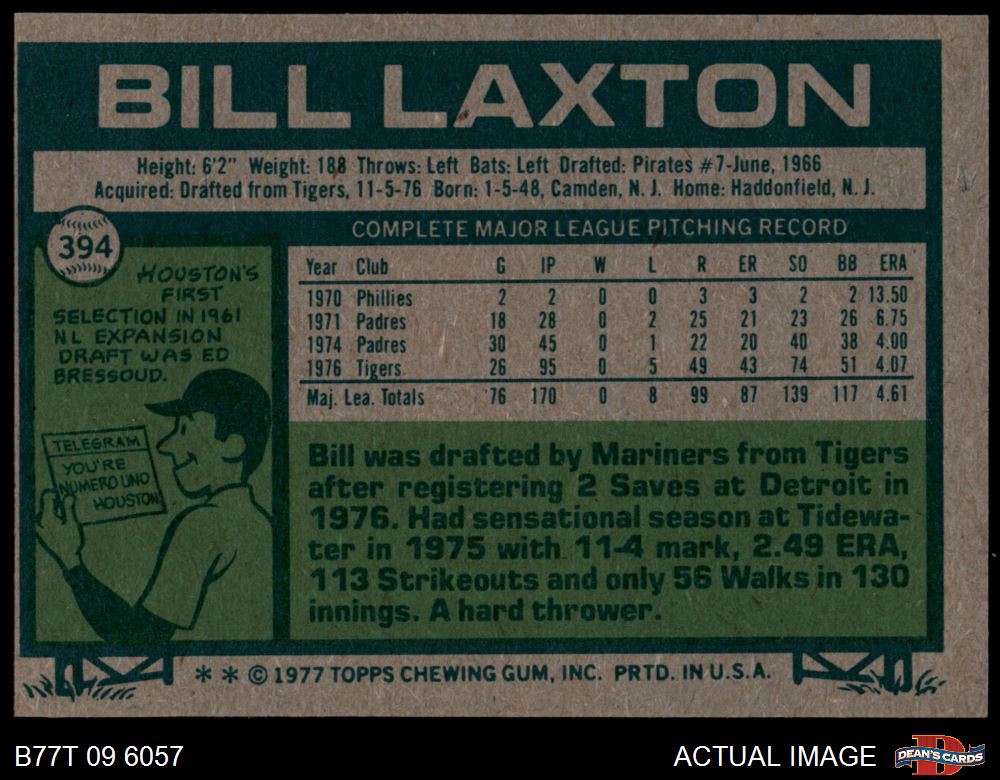 BILL LAXTON
Height: 6'2" Weight: 188 Throws: Left Bats: Left Drafted: Pirates #7-June, 1966
Acquired: Drafted from Tigers, 11-5-76 Born: 1-5-48, Camden, N. J. Home: Haddonfield, N. J.
394
HOUSTON'S
FIRST
SELECTION IN 1961
NL EXPANSION
DRAFT WAS ED
BRESSOUD.
TELEGRAM
YOU'RE
NUMERO UNO
HOUSTON
COMPLETE MAJOR LEAGUE PITCHING RECORD
Year Club G IP W L R ER SO BB ERA
1970 Phillies 2 2 0 0 3 3 2 2 13.50
1971 Padres 18 28 0 2 25 21 23 26 6.75
1974 Padres 30 45 0 1 22 20 40 38 4.00
1976 Tigers 26 95 0 5 49 43 74 51 4.07
Maj. Lea. Totals 76 170 0 8 99 87 139 117 4.61
Bill was drafted by Mariners from Tigers
after registering 2 Saves at Detroit in
1976. Had sensational season at Tidewa-
ter in 1975 with 11-4 mark, 2.49 ERA,
113 Strikeouts and only 56 Walks in 130
innings. A hard thrower.
** © 1977 TOPPS CHEWING GUM, INC. PRTD. IN U.S.A.
B77T 09 6057
ACTUAL IMAGE
DEAN'S CARDS